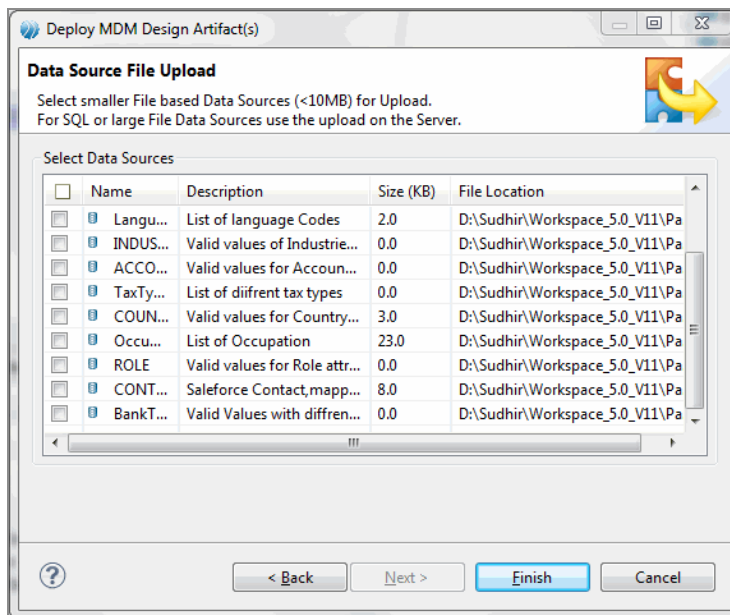 Deploy MDM Design Artifact(s)
Data Source File Upload
Select smaller File based Data Sources (<10MB) for Upload.
For SQL or large File Data Sources use the upload on the Server.
Select Data Sources
Name Description Size (KB) File Location
Langu... List of language Codes 2.0 D:\Sudhir\Workspace_5.0_V11\Pa
INDUS... Valid values of Industrie... 0.0 D:\Sudhir\Workspace_5.0_V11\Pa
ACCO... Valid values for Accoun... 0.0 D:\Sudhir\Workspace_5.0_V11\Pa
TaxTy... List of diifrent tax types 0.0 D:\Sudhir\Workspace_5.0_V11\Pa
COUN... Valid values for Country... 3.0 D:\Sudhir\Workspace_5.0_V11\Pa
Occu... List of Occupation 23.0 D:\Sudhir\Workspace_5.0_V11\Pa
ROLE Valid values for Role attr... 0.0 D:\Sudhir\Workspace_5.0_V11\Pa
CONT... Saleforce Contact,mapp... 8.0 D:\Sudhir\Workspace_5.0_V11\Pa
BankT... Valid Values with diffren... 0.0 D:\Sudhir\Workspace_5.0_V11\Pa
? < Back Next > Finish Cancel